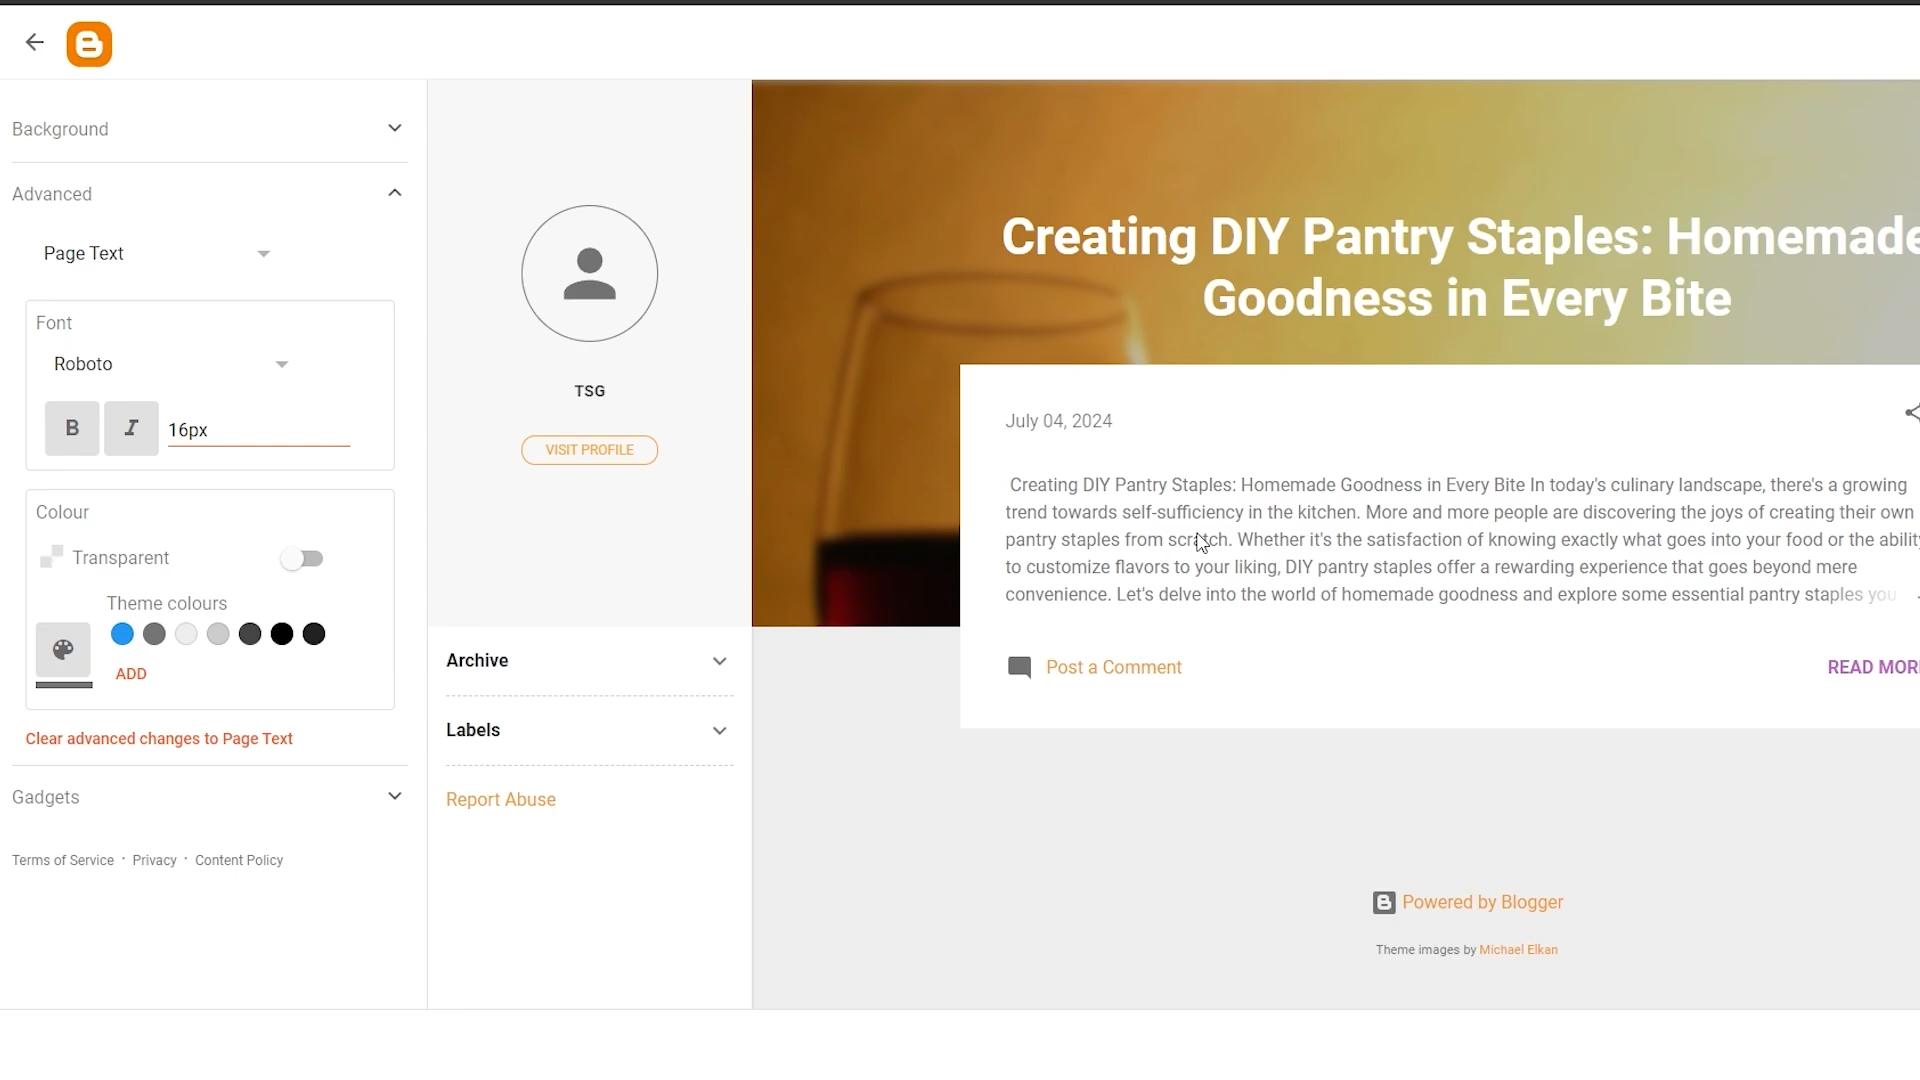 Background
Advanced
Page Text
Font
Roboto
B I 16px
Colour
Transparent
Theme colours
ADD
Clear advanced changes to Page Text
Gadgets
Terms of Service · Privacy · Content Policy
TSG
VISIT PROFILE
Archive
Labels
Report Abuse
Creating DIY Pantry Staples: Homemade
Goodness in Every Bite
July 04, 2024
Creating DIY Pantry Staples: Homemade Goodness in Every Bite In today's culinary landscape, there's a growing
trend towards self-sufficiency in the kitchen. More and more people are discovering the joys of creating their own
pantry staples from scratch. Whether it's the satisfaction of knowing exactly what goes into your food or the ability
to customize flavors to your liking, DIY pantry staples offer a rewarding experience that goes beyond mere
convenience. Let's delve into the world of homemade goodness and explore some essential pantry staples you
Post a Comment
READ MOR
Powered by Blogger
Theme images by Michael Elkan